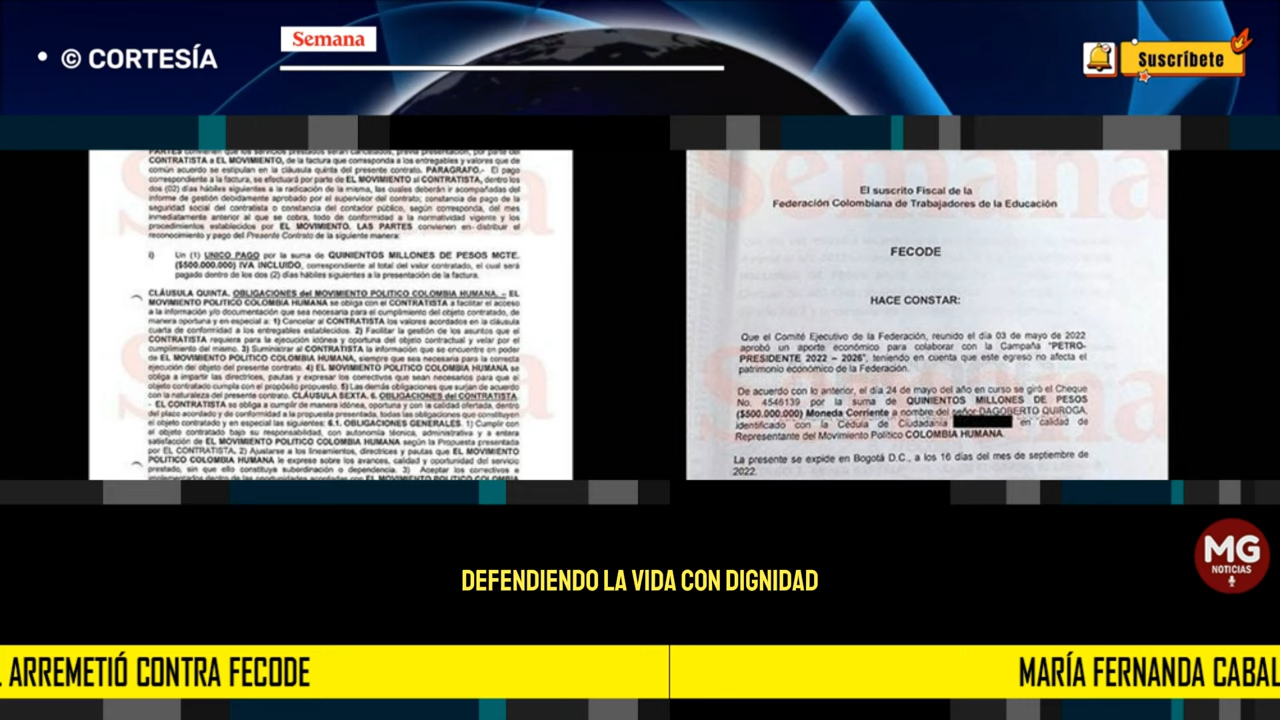 • © CORTESÍA
Semana
Suscríbete
CONTRATISTA a EL MOVIMIENTO, de la factura que corresponda a los entregables y valores que de
común acuerdo se estipulan en la cláusula quinta del presente contrato. PARAGRAFO.- El pago
correspondiente a la factura, se efectuará por parte de EL MOVIMIENTO al CONTRATISTA, dentro los
dos (02) días hábiles siguientes a la radicación de la misma, las cuales deberán ir acompañadas del
informe de gestión debidamente aprobado por el supervisor del contrato; constancia de pago de la
seguridad social del contratista o constancia del contador público, según corresponda, del mes
inmediatamente anterior al que se cobra, todo de conformidad a la normatividad vigente y los
procedimientos establecidos por EL MOVIMIENTO. LAS PARTES convienen en distribuir el
reconocimiento y pago del Presente Contrato de la siguiente manera:
i) Un (1) UNICO PAGO por la suma de QUINIENTOS MILLONES DE PESOS MCTE.
($500.000.000) IVA INCLUIDO, correspondiente al total del valor contratado, el cual será
pagado dentro de los dos (2) días hábiles siguientes a la presentación de la factura.
CLÁUSULA QUINTA. OBLIGACIONES del MOVIMIENTO POLITICO COLOMBIA HUMANA. – EL
MOVIMIENTO POLITICO COLOMBIA HUMANA se obliga con el CONTRATISTA a facilitar el acceso
a la información y/o documentación que sea necesaria para el cumplimiento del objeto contratado, de
manera oportuna y en especial a: 1) Cancelar al CONTRATISTA los valores acordados en la cláusula
cuarta de conformidad a los entregables establecidos. 2) Facilitar la gestión de los asuntos que el
CONTRATISTA requiera para la ejecución idónea y oportuna del objeto contractual y velar por el
cumplimiento del mismo. 3) Suministrar al CONTRATISTA la información que se encuentre en poder
de EL MOVIMIENTO POLITICO COLOMBIA HUMANA, siempre que sea necesaria para la correcta
ejecución del objeto del presente contrato. 4) EL MOVIMIENTO POLITICO COLOMBIA HUMANA se
obliga a impartir las directrices, pautas y expresar los correctivos que sean necesarios para que el
objeto contratado cumpla con el propósito propuesto. 5) Las demás obligaciones que surjan de acuerdo
con la naturaleza del presente contrato. CLÁUSULA SEXTA. 6. OBLIGACIONES del CONTRATISTA.
- EL CONTRATISTA se obliga a cumplir de manera idónea, oportuna y con la calidad ofertada, dentro
del plazo acordado y de conformidad a la propuesta presentada, todas las obligaciones que constituyen
el objeto contratado y en especial las siguientes: 6.1. OBLIGACIONES GENERALES. 1) Cumplir con
el objeto contratado bajo su responsabilidad, con autonomía técnica, administrativa y a entera
satisfacción de EL MOVIMIENTO POLITICO COLOMBIA HUMANA según la Propuesta presentada
por EL CONTRATISTA. 2) Ajustarse a los lineamientos, directrices y pautas que EL MOVIMIENTO
POLÍTICO COLOMBIA HUMANA le exprese sobre los avances, calidad y oportunidad del servicio
prestado, sin que ello constituya subordinación o dependencia. 3) Aceptar los correctivos e
El suscrito Fiscal de la
Federación Colombiana de Trabajadores de la Educación
FECODE
HACE CONSTAR:
Que el Comité Ejecutivo de la Federación, reunido el día 03 de mayo de 2022
aprobó un aporte económico para colaborar con la Campaña "PETRO-
PRESIDENTE 2022 – 2026", teniendo en cuenta que este egreso no afecta el
patrimonio económico de la Federación.
De acuerdo con lo anterior, el día 24 de mayo del año en curso se giró el Cheque
No. 4546139 por la suma de QUINIENTOS MILLONES DE PESOS
($500.000.000) Moneda Corriente a nombre del señor DAGOBERTO QUIROGA,
identificado con la Cédula de Ciudadanía en calidad de
Representante del Movimiento Político COLOMBIA HUMANA.
La presente se expide en Bogotá D.C., a los 16 días del mes de septiembre de
2022.
MG
NOTICIAS
DEFENDIENDO LA VIDA CON DIGNIDAD
ARREMETIÓ CONTRA FECODE
MARÍA FERNANDA CABAL